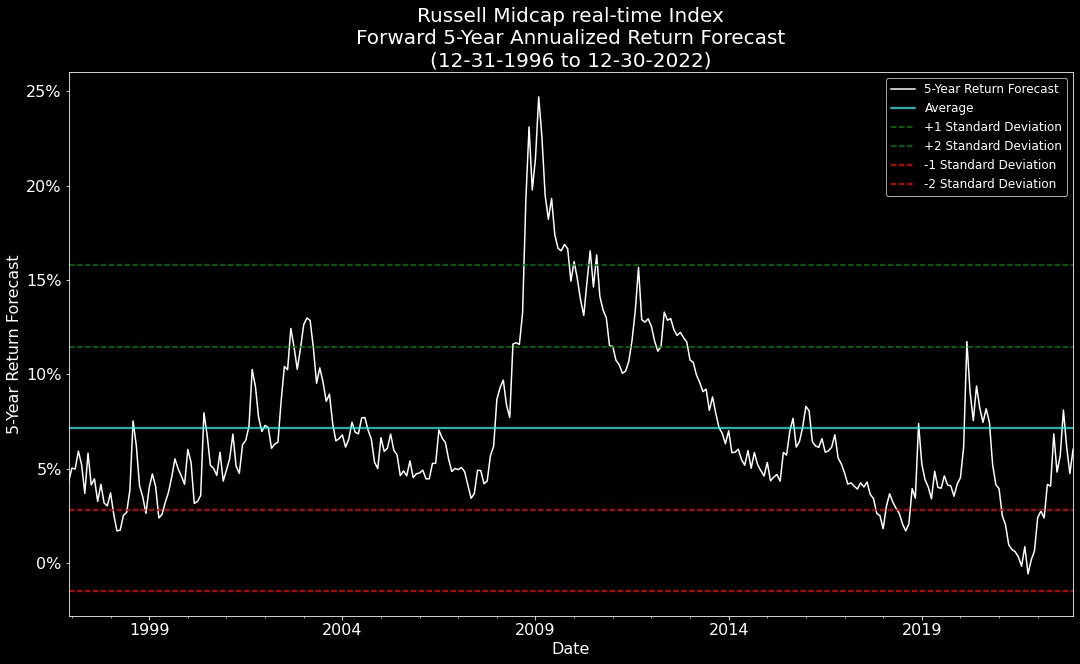 Russell Midcap real-time Index
Forward 5-Year Annualized Return Forecast
(12-31-1996 to 12-30-2022)
5-Year Return Forecast
Average
+1 Standard Deviation
+2 Standard Deviation
-1 Standard Deviation
-2 Standard Deviation
25%
20%
15%
10%
5%
0%
5-Year Return Forecast
1999 2004 2009 2014 2019
Date